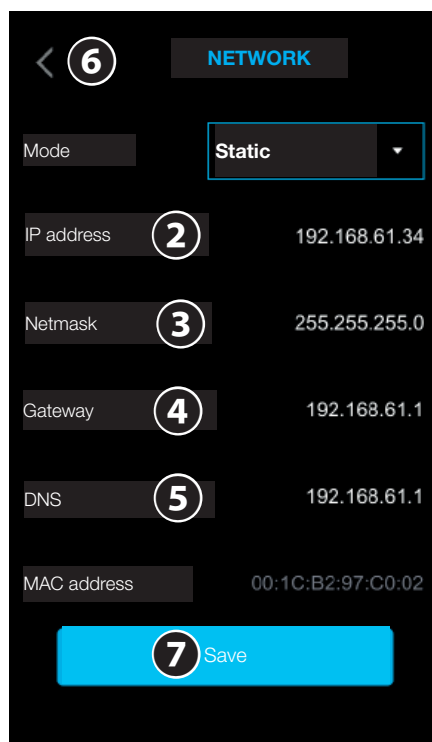 6 NETWORK
Mode Static
IP address 2 192.168.61.34
Netmask 3 255.255.255.0
Gateway 4 192.168.61.1
DNS 5 192.168.61.1
MAC address 00:1C:B2:97:C0:02
7 Save